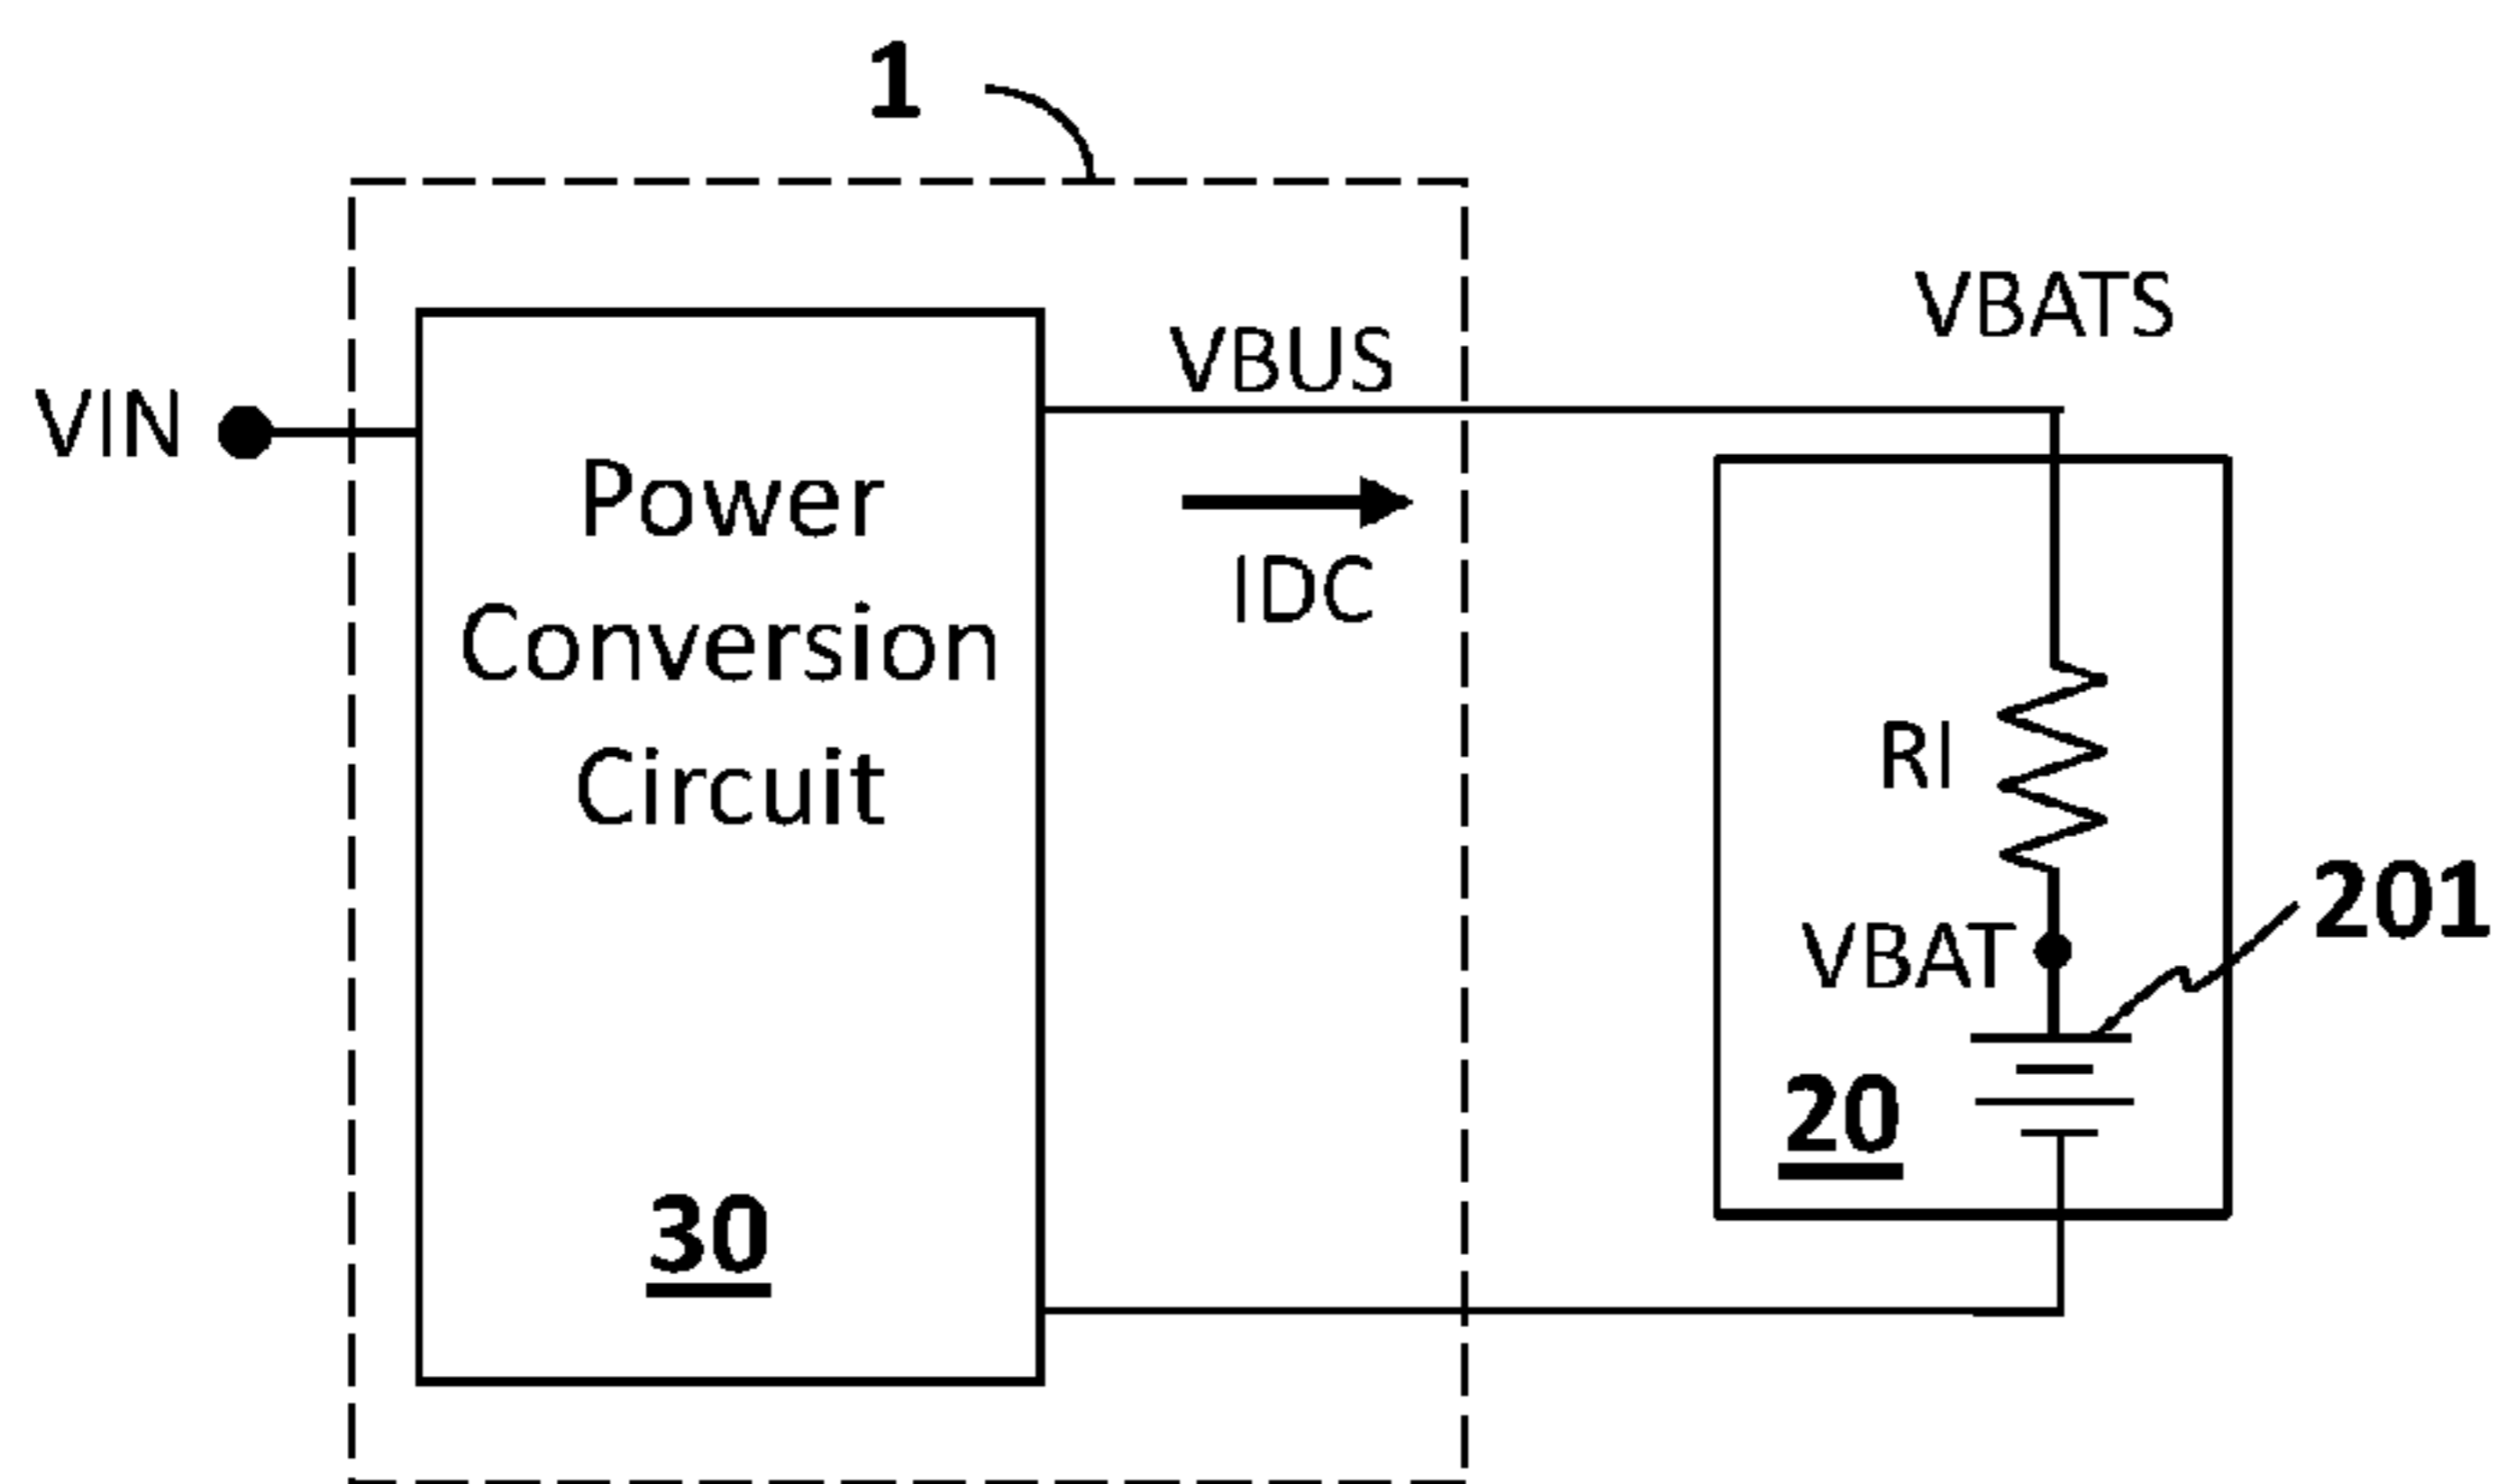 1
VBATS
VBUS
VIN
Power
Conversion
Circuit
IDC
RI
201
VBAT
20
30